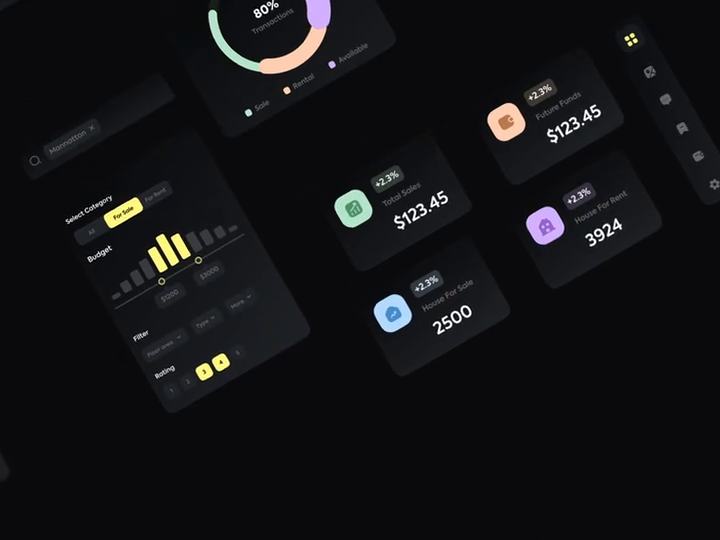 80%
Transactions
Sale
Rental
Available
Mannattan ×
Select Category
All
For Sale
For Rent
Budget
$1200
$3000
Filter
Floor area
Type
More
Rating
1
2
3
4
5
+2.3%
Total Sales
$123.45
+2.3%
Future Funds
$123.45
+2.3%
House For Sale
2500
+2.3%
House For Rent
3924